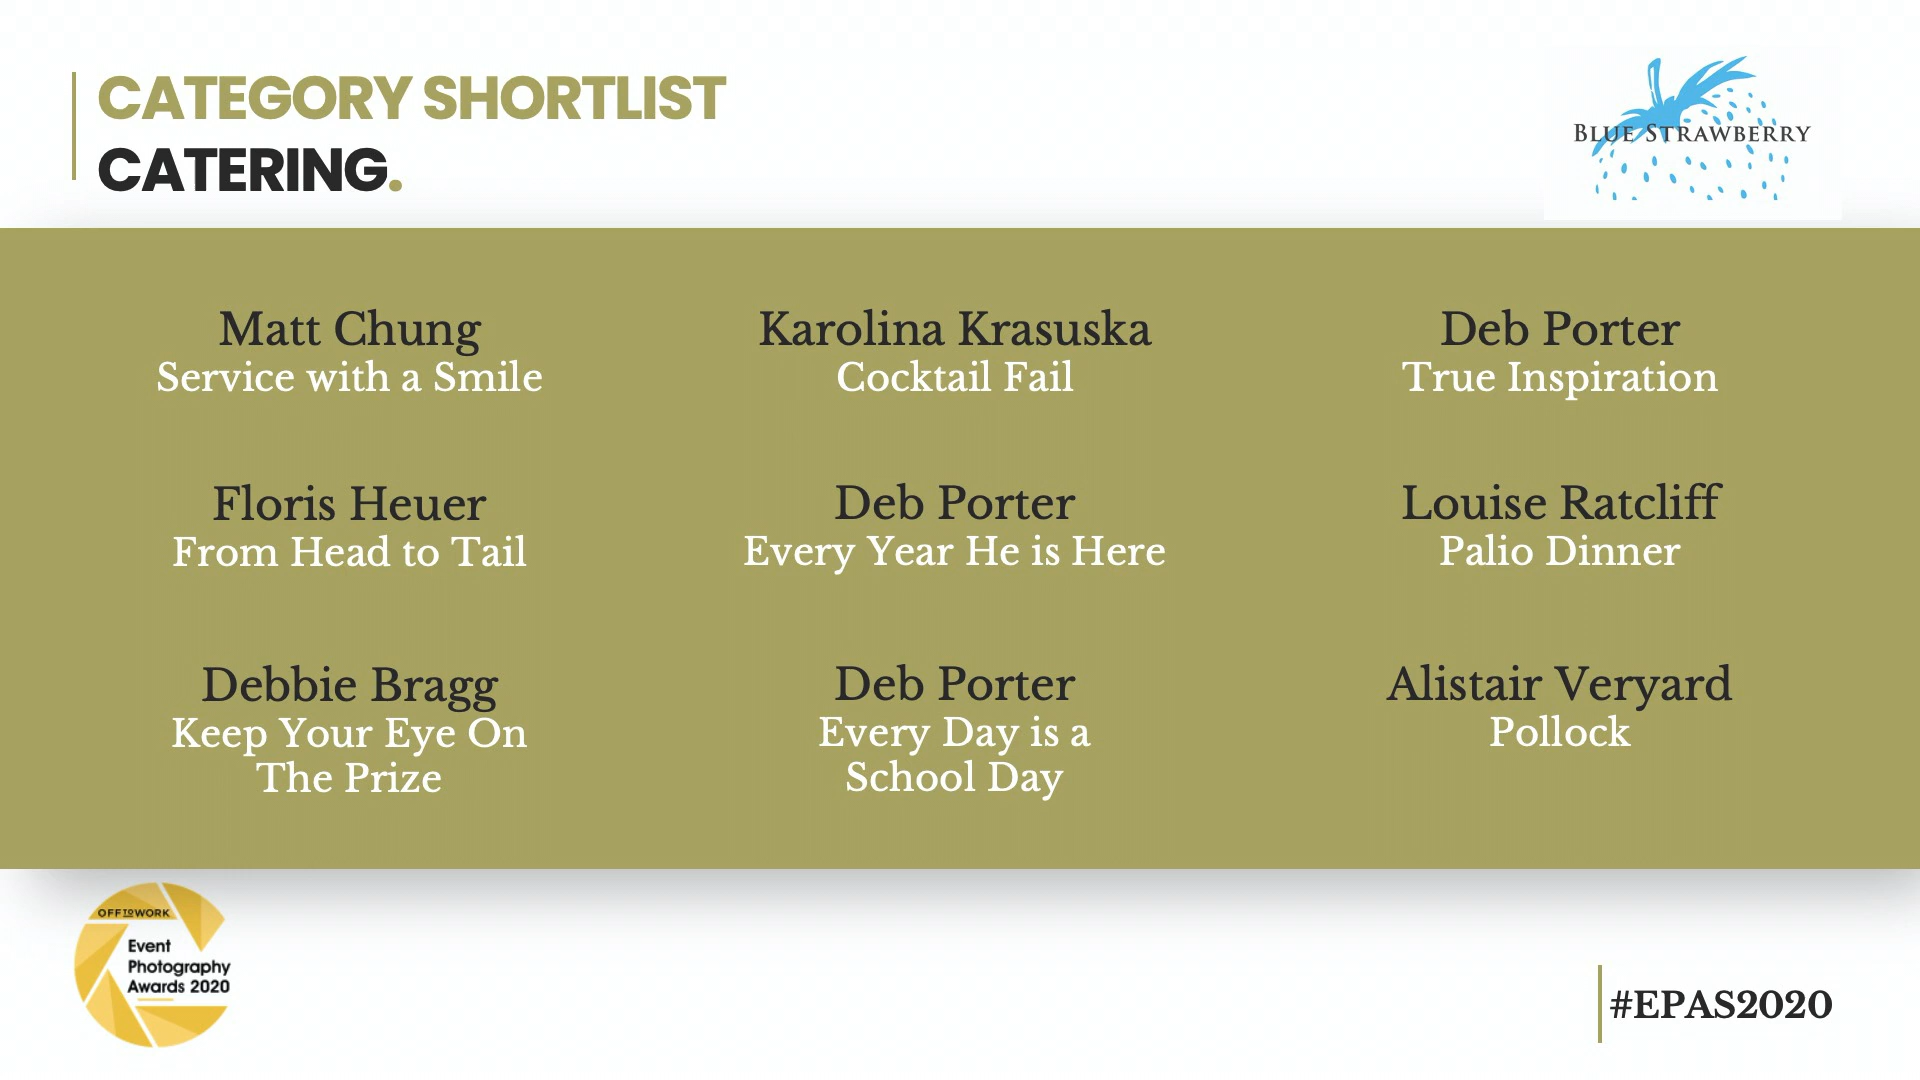 CATEGORY SHORTLIST
CATERING.
BLUE STRAWBERRY
Matt Chung
Service with a Smile
Karolina Krasuska
Cocktail Fail
Deb Porter
True Inspiration
Floris Heuer
From Head to Tail
Deb Porter
Every Year He is Here
Louise Ratcliff
Palio Dinner
Debbie Bragg
Keep Your Eye On
The Prize
Deb Porter
Every Day is a
School Day
Alistair Veryard
Pollock
OFF TO WORK
Event
Photography
Awards 2020
#EPAS2020